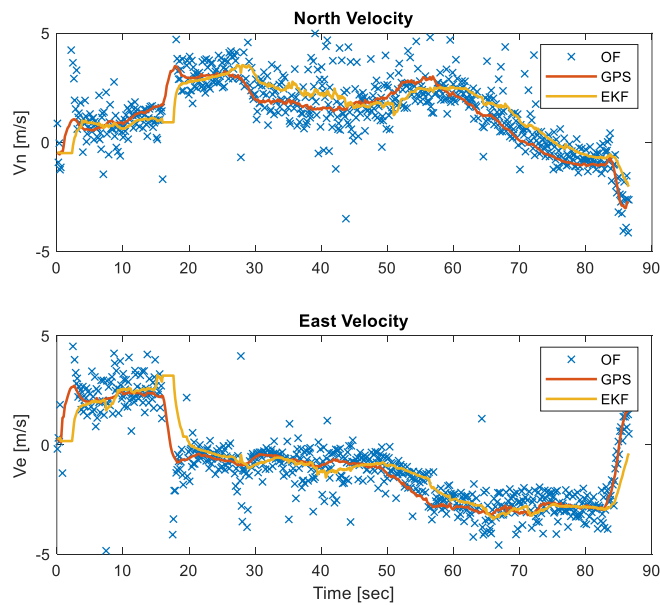 North Velocity
5
0
-5
Vn [m/s]
OF
GPS
EKF
0 10 20 30 40 50 60 70 80 90
East Velocity
5
0
-5
Ve [m/s]
OF
GPS
EKF
0 10 20 30 40 50 60 70 80 90
Time [sec]